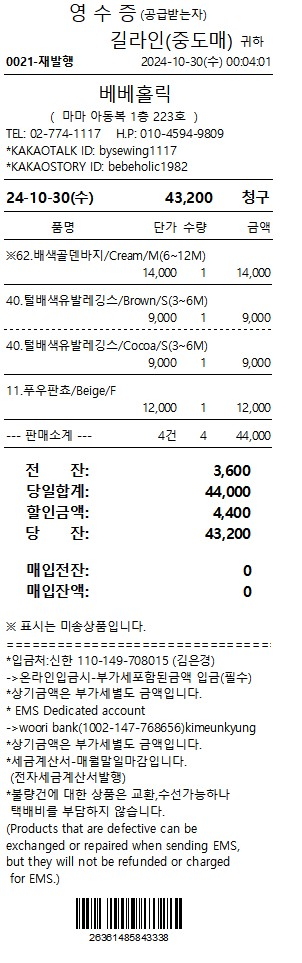 영 수 증 (공급받는자)
길라인(중도매) 귀하
0021-재발행 2024-10-30(수) 00:04:01
베베홀릭
( 마마 아동복 1층 223호 )
TEL: 02-774-1117 H.P: 010-4594-9809
*KAKAOTALK ID: bysewing1117
*KAKAOSTORY ID: bebeholic1982
24-10-30(수) 43,200 청구
품명 단가 수량 금액
※62.배색골덴바지/Cream/M(6~12M)
14,000 1 14,000
40.털배색유발레깅스/Brown/S(3~6M)
9,000 1 9,000
40.털배색유발레깅스/Cocoa/S(3~6M)
9,000 1 9,000
11.푸우판쵸/Beige/F
12,000 1 12,000
--- 판매소계 --- 4건 4 44,000
전 잔: 3,600
당일합계: 44,000
할인금액: 4,400
당 잔: 43,200
매입전잔: 0
매입잔액: 0
※ 표시는 미송상품입니다.
======================================
*입금처:신한 110-149-708015 (김은경)
->온라인입금시-부가세포함된금액 입금(필수)
*상기금은 부가세별도 금액입니다.
* EMS Dedicated account
->woori bank(1002-147-768656)kimeunkyung
*상기금은 부가세별도 금액입니다.
*세금계산서-매월말일마감입니다.
(전자세금계산서발행)
*불량건에 대한 상품은 교환,수선가능하나
택배비를 부담하지 않습니다.
(Products that are defective can be
exchanged or repaired when sending EMS,
but they will not be refunded or charged
for EMS.)
26361485843338